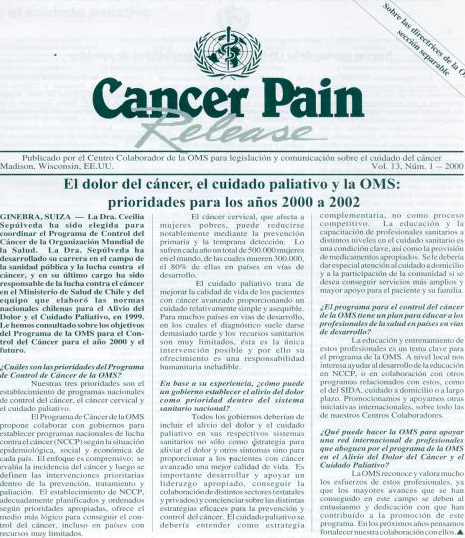 Sobre las directrices de la O
sección separable
Cancer Pain
Release
Publicado por el Centro Colaborador de la OMS para legislación y comunicación sobre el cuidado del cáncer
Madison, Wisconsin, EE.UU.
Vol. 13, Núm. 1 -- 2000
El dolor del cáncer, el cuidado paliativo y la OMS:
prioridades para los años 2000 a 2002
GINEBRA, SUIZA — La Dra. Cecilia
Sepúlveda ha sido elegida para
coordinar el Programa de Control del
Cáncer de la Organización Mundial de
la Salud. La Dra. Sepúlveda ha
desarrollado su carrera en el campo de
la sanidad pública y la lucha contra el
cáncer, y en su último cargo ha sido
responsable de la lucha contra el cáncer
en el Ministerio de Salud de Chile y del
equipo que elaboró las normas
nacionales chilenas para el Alivio del
Dolor y el Cuidado Paliativo, en 1999.
Le hemos consultado sobre los objetivos
del Programa de la OMS para el Con-
trol del Cáncer para el año 2000 y el
futuro.
¿Cuáles son las prioridades del Programa
de Control de Cáncer de la OMS?
Nuestras tres prioridades son el
establecimiento de programas nacionales
de control del cáncer, el cáncer cervical y
el cuidado paliativo.
El Programa de Cáncer de la OMS
propone colaborar con gobiernos para
establecer programas nacionales de lucha
contra el cáncer (NCCP) según la situación
epidemiológica, social y económica de
cada país. El enfoque es comprensivo: se
evalúa la incidencia del cáncer y luego se
definen las intervenciones prioritarias
dentro de la prevención, tratamiento y
paliación. El establecimiento de NCCP,
adecuadamente planificados y ordenados
según prioridades apropiadas, ofrece el
medio más lógico para conseguir el con-
trol del cáncer, incluso en países con
recursos muy limitados.
El cáncer cervical, que afecta a
mujeres pobres, puede reducirse
notablemente mediante la prevención
primaria y la temprana detección. Lo
sufren cada año un total de 500.000 mujeres
en el mundo, de las cuales mueren 300.000,
el 80% de ellas en países en vías de
desarrollo.
El cuidado paliativo trata de
mejorar la calidad de vida de los pacientes
con cáncer avanzado proporcionando un
cuidado relativamente simple y asequible.
Para muchos países en vías de desarrollo,
en los cuales el diagnóstico suele darse
demasiado tarde y los recursos sanitarios
son muy limitados, ésta es la única
intervención posible y por ello su
ofrecimiento es una responsabilidad
humanitaria ineludible.
En base a su experiencia, ¿cómo puede
un gobierno establecer el alivio del dolor
como prioridad dentro del sistema
sanitario nacional?
Todos los gobiernos deberían de
incluir el alivio del dolor y el cuidado
paliativo en sus respectivos sistemas
sanitarios no sólo como estrategia para
aliviar el dolor y otros síntomas sino para
proporcionar a los pacientes con cáncer
avanzado una mejor calidad de vida. Es
importante desarrollar y apoyar un
liderazgo apropiado, conseguir la
colaboración de distintos sectores (estatales
y privados) y concienciar sobre las distintas
estrategias eficaces para la prevención y
control del cáncer. El cuidado paliativo se
debería entender como estrategia
complementaria, no como proceso
competitivo. La educación y la
capacitación de profesionales sanitarios a
distintos niveles en el cuidado sanitario es
una condición clave, así como la provisión
de medicamentos apropiados. Se le debería
dar especial atención al cuidado a domicilio
y a la participación de la comunidad si se
desea conseguir servicios más amplios y
mayor apoyo para el paciente y su familia.
¿El programa para el control del cáncer
de la OMS tiene un plan para educar a los
profesionales de la salud en países en vías
de desarrollo?
La educación y entrenamiento de
estos profesionales es un tema clave para
el programa de la OMS. A nivel local nos
interesa ayudar al desarrollo de la educación
en NCCP, o en colaboración con otros
programas relacionados con estos, como
el del SIDA, cuidado a domicilio o a largo
plazo. Promocionamos y apoyamos otras
iniciativas internacionales, sobre todo las
de nuestros Centros Colaboradores.
¿Qué puede hacer la OMS para apoyar
una red internacional de profesionales
que aboguen por el programa de la OMS
en el Alivio del Dolor del Cáncer y el
Cuidado Paliativo?
La OMS reconoce y valora mucho
los esfuerzos de estos profesionales, ya
que los mayores avances que se han
conseguido en este campo se deben al
entusiasmo y dedicación con que han
contribuido a la promoción de este
programa. En los próximos años pensamos
fortalecer nuestra colaboración con ellos. ▲